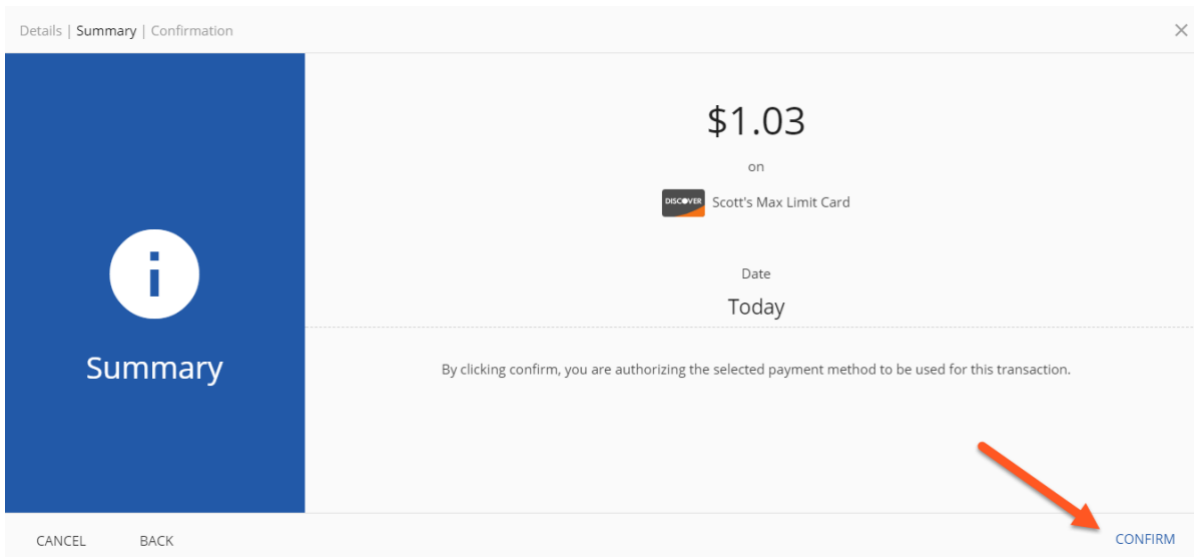 Details | Summary | Confirmation
$1.03
on
DISCOVER Scott's Max Limit Card
Date
Today
Summary
By clicking confirm, you are authorizing the selected payment method to be used for this transaction.
CANCEL BACK CONFIRM